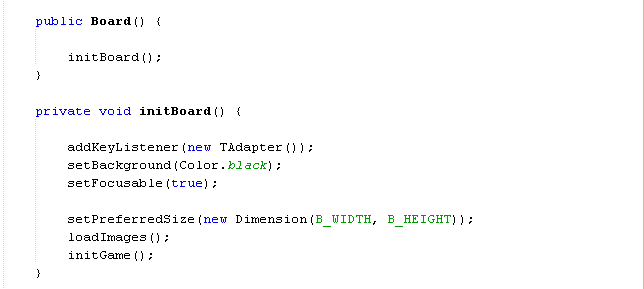 public Board() {
initBoard();
}
private void initBoard() {
addKeyListener(new TAdapter());
setBackground(Color.black);
setFocusable(true);
setPreferredSize(new Dimension(B_WIDTH, B_HEIGHT));
loadImages();
initGame();
}